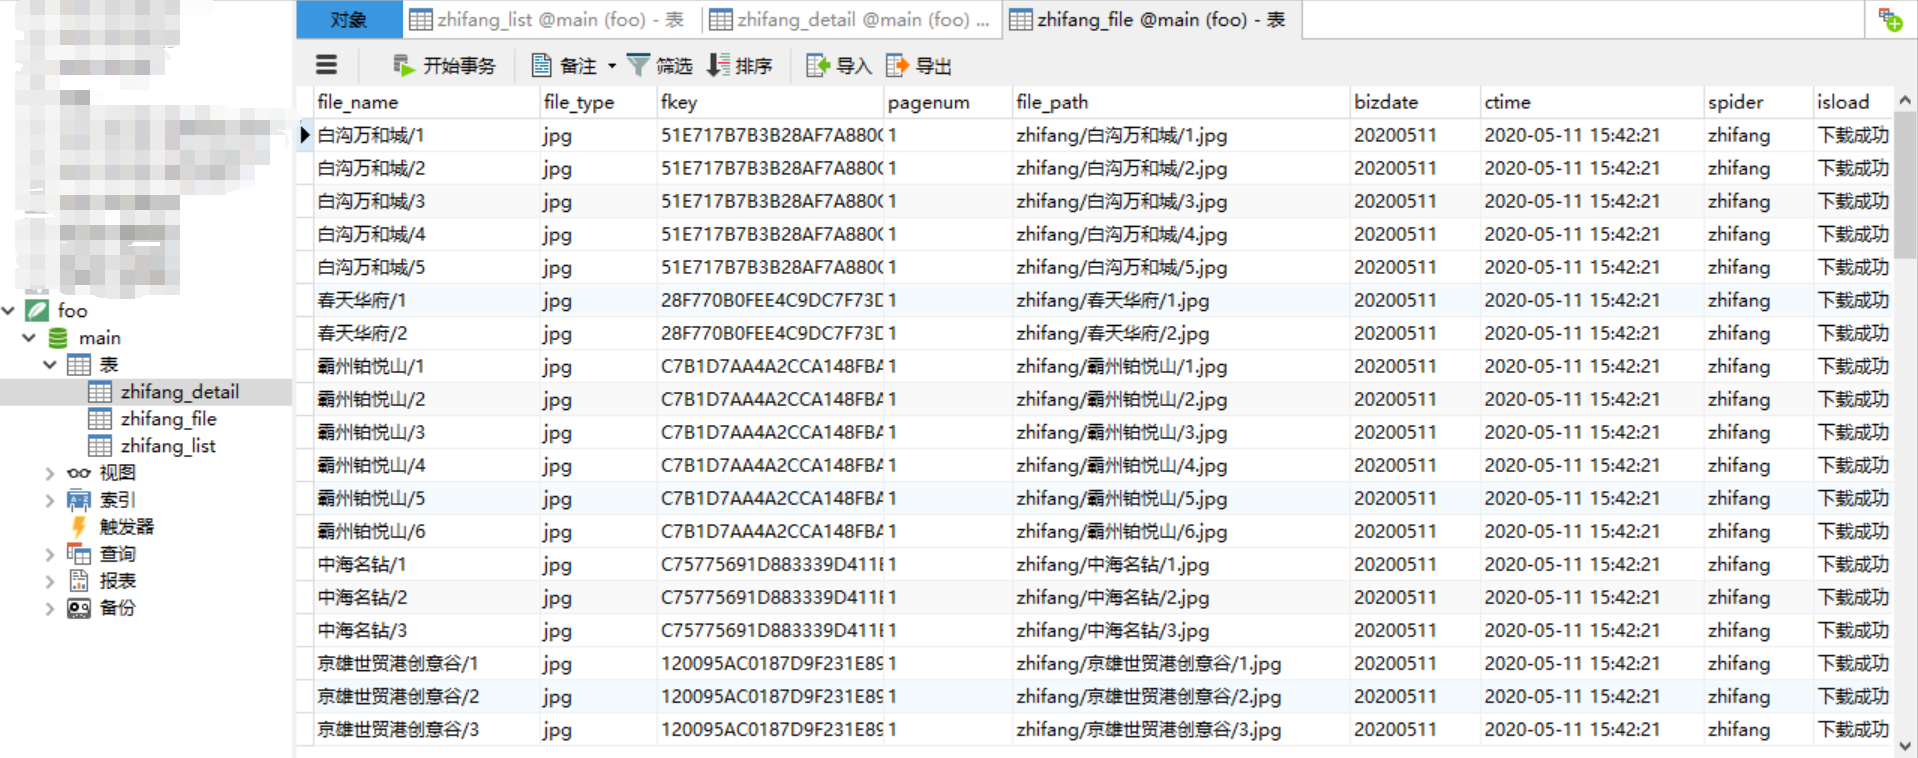 对象 zhifang_list @main (foo) - 表 zhifang_detail @main (foo) ... zhifang_file @main (foo) - 表
开始事务 备注 筛选 排序 导入 导出
file_name file_type fkey pagenum file_path bizdate ctime spider isload
白沟万和城/1 jpg 51E717B7B3B28AF7A880C 1 zhifang/白沟万和城/1.jpg 20200511 2020-05-11 15:42:21 zhifang 下载成功
白沟万和城/2 jpg 51E717B7B3B28AF7A880C 1 zhifang/白沟万和城/2.jpg 20200511 2020-05-11 15:42:21 zhifang 下载成功
白沟万和城/3 jpg 51E717B7B3B28AF7A880C 1 zhifang/白沟万和城/3.jpg 20200511 2020-05-11 15:42:21 zhifang 下载成功
白沟万和城/4 jpg 51E717B7B3B28AF7A880C 1 zhifang/白沟万和城/4.jpg 20200511 2020-05-11 15:42:21 zhifang 下载成功
白沟万和城/5 jpg 51E717B7B3B28AF7A880C 1 zhifang/白沟万和城/5.jpg 20200511 2020-05-11 15:42:21 zhifang 下载成功
春天华府/1 jpg 28F770B0FEE4C9DC7F73D 1 zhifang/春天华府/1.jpg 20200511 2020-05-11 15:42:21 zhifang 下载成功
春天华府/2 jpg 28F770B0FEE4C9DC7F73D 1 zhifang/春天华府/2.jpg 20200511 2020-05-11 15:42:21 zhifang 下载成功
霸州铂悦山/1 jpg C7B1D7AA4A2CCA148FBA 1 zhifang/霸州铂悦山/1.jpg 20200511 2020-05-11 15:42:21 zhifang 下载成功
霸州铂悦山/2 jpg C7B1D7AA4A2CCA148FBA 1 zhifang/霸州铂悦山/2.jpg 20200511 2020-05-11 15:42:21 zhifang 下载成功
霸州铂悦山/3 jpg C7B1D7AA4A2CCA148FBA 1 zhifang/霸州铂悦山/3.jpg 20200511 2020-05-11 15:42:21 zhifang 下载成功
霸州铂悦山/4 jpg C7B1D7AA4A2CCA148FBA 1 zhifang/霸州铂悦山/4.jpg 20200511 2020-05-11 15:42:21 zhifang 下载成功
霸州铂悦山/5 jpg C7B1D7AA4A2CCA148FBA 1 zhifang/霸州铂悦山/5.jpg 20200511 2020-05-11 15:42:21 zhifang 下载成功
霸州铂悦山/6 jpg C7B1D7AA4A2CCA148FBA 1 zhifang/霸州铂悦山/6.jpg 20200511 2020-05-11 15:42:21 zhifang 下载成功
中海名钻/1 jpg C75775691D883339D411E 1 zhifang/中海名钻/1.jpg 20200511 2020-05-11 15:42:21 zhifang 下载成功
中海名钻/2 jpg C75775691D883339D411E 1 zhifang/中海名钻/2.jpg 20200511 2020-05-11 15:42:21 zhifang 下载成功
中海名钻/3 jpg C75775691D883339D411E 1 zhifang/中海名钻/3.jpg 20200511 2020-05-11 15:42:21 zhifang 下载成功
京雄世贸港创意谷/1 jpg 120095AC0187D9F231E89 1 zhifang/京雄世贸港创意谷/1.jpg 20200511 2020-05-11 15:42:21 zhifang 下载成功
京雄世贸港创意谷/2 jpg 120095AC0187D9F231E89 1 zhifang/京雄世贸港创意谷/2.jpg 20200511 2020-05-11 15:42:21 zhifang 下载成功
京雄世贸港创意谷/3 jpg 120095AC0187D9F231E89 1 zhifang/京雄世贸港创意谷/3.jpg 20200511 2020-05-11 15:42:21 zhifang 下载成功
foo
main
表
zhifang_detail
zhifang_file
zhifang_list
视图
索引
触发器
查询
报表
备份